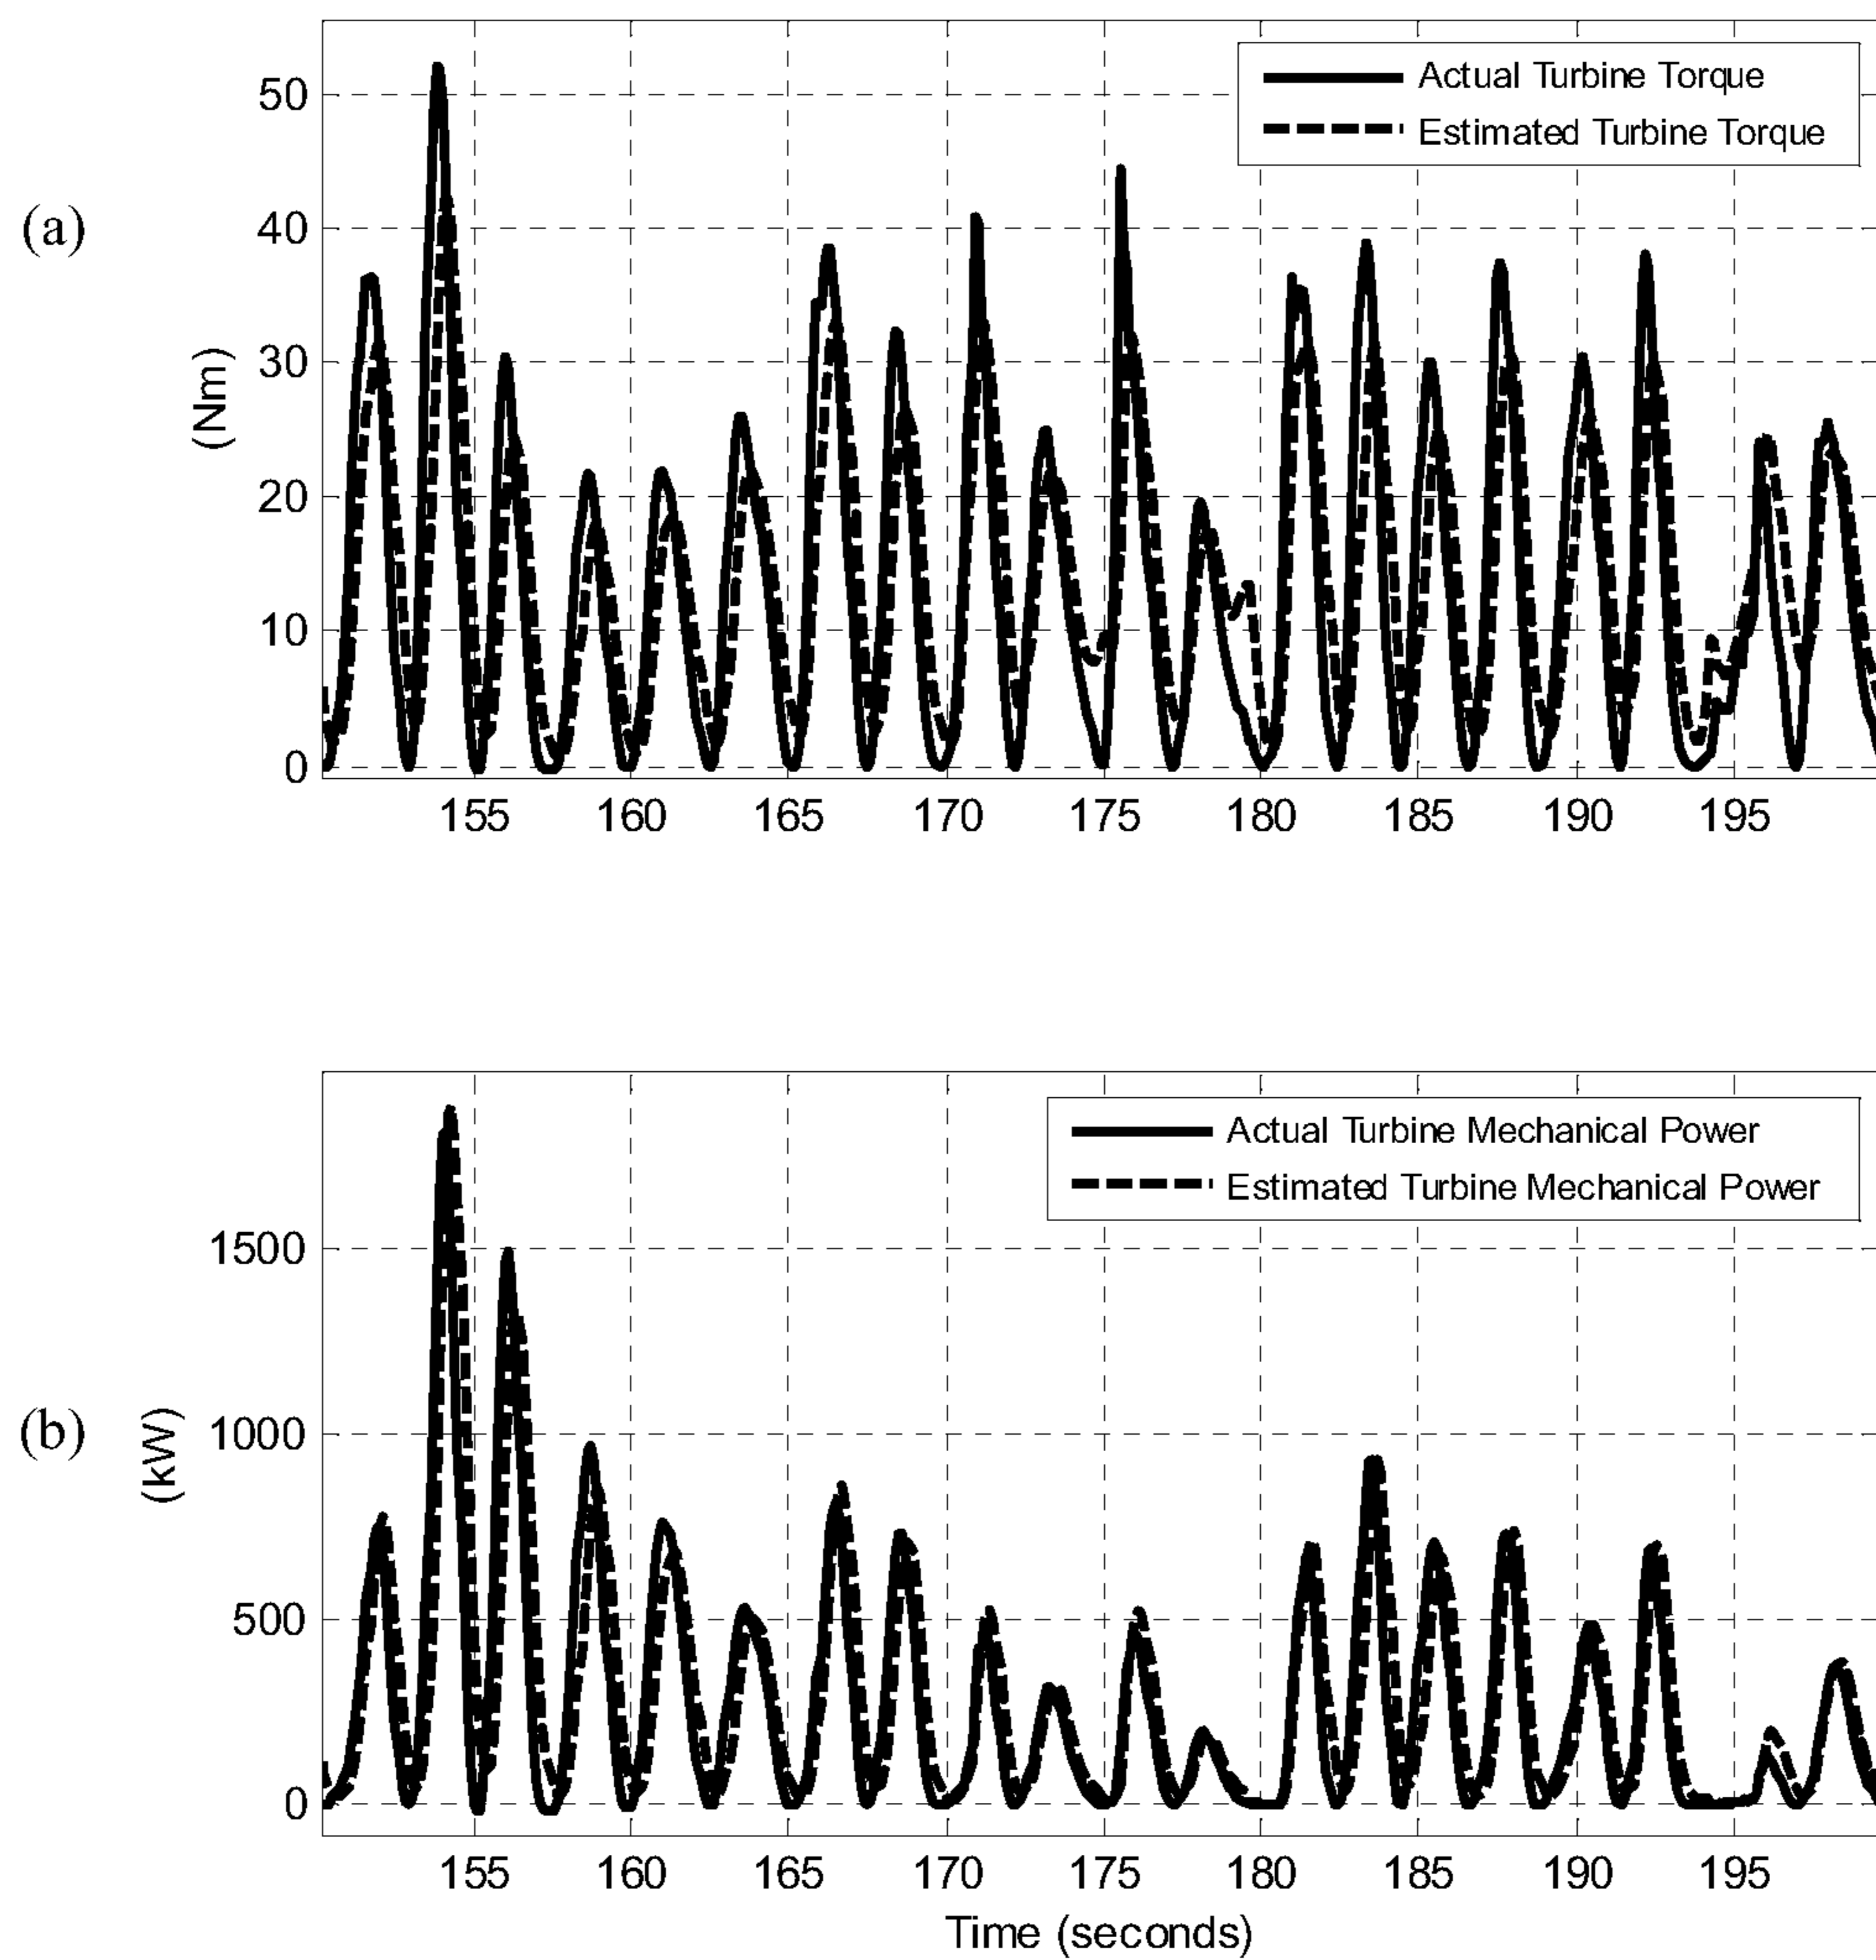 (a)
(Nm)
50
40
30
20
10
0
Actual Turbine Torque
Estimated Turbine Torque
155 160 165 170 175 180 185 190 195
(b)
(kW)
1500
1000
500
0
Actual Turbine Mechanical Power
Estimated Turbine Mechanical Power
155 160 165 170 175 180 185 190 195
Time (seconds)